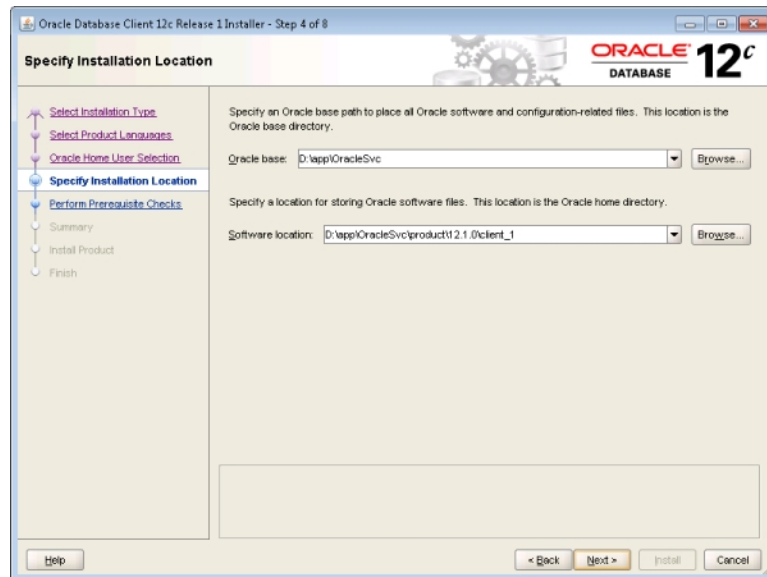 Oracle Database Client 12c Release 1 Installer - Step 4 of 8
Specify Installation Location
ORACLE
DATABASE
12c
Select Installation Type
Select Product Languages
Oracle Home User Selection
Specify Installation Location
Perform Prerequisite Checks
Summary
Install Product
Finish
Specify an Oracle base path to place all Oracle software and configuration-related files. This location is the
Oracle base directory.
Oracle base: D:\app\OracleSvc Browse...
Specify a location for storing Oracle software files. This location is the Oracle home directory.
Software location: D:\app\OracleSvc\product\12.1.0\client_1 Browse...
Help < Back Next > Install Cancel